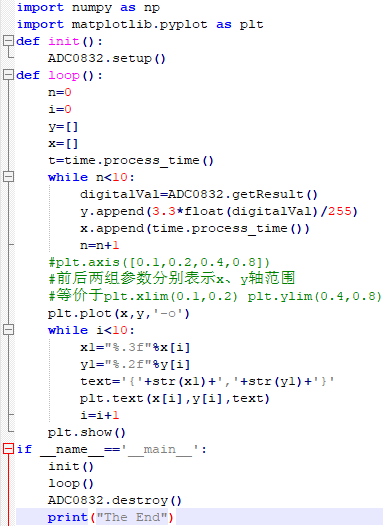 import numpy as np
import matplotlib.pyplot as plt
def init():
    ADC0832.setup()
def loop():
    n=0
    i=0
    y=[]
    x=[]
    t=time.process_time()
    while n<10:
        digitalVal=ADC0832.getResult()
        y.append(3.3*float(digitalVal)/255)
        x.append(time.process_time())
        n=n+1
    #plt.axis([0.1,0.2,0.4,0.8])
    #前后两组参数分别表示x、y轴范围
    #等价于plt.xlim(0.1,0.2) plt.ylim(0.4,0.8)
    plt.plot(x,y,'-o')
    while i<10:
        x1="%.3f"%x[i]
        y1="%.2f"%y[i]
        text='{'+str(x1)+','+str(y1)+'}'
        plt.text(x[i],y[i],text)
        i=i+1
    plt.show()
if __name__=='__main__':
    init()
    loop()
    ADC0832.destroy()
    print("The End")